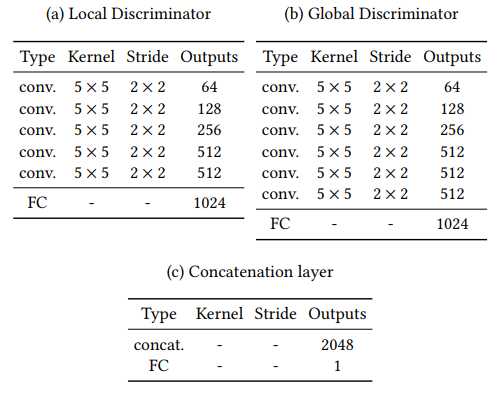 (a) Local Discriminator
Type Kernel Stride Outputs
conv. 5 × 5 2 × 2 64
conv. 5 × 5 2 × 2 128
conv. 5 × 5 2 × 2 256
conv. 5 × 5 2 × 2 512
conv. 5 × 5 2 × 2 512
FC - - 1024
(b) Global Discriminator
Type Kernel Stride Outputs
conv. 5 × 5 2 × 2 64
conv. 5 × 5 2 × 2 128
conv. 5 × 5 2 × 2 256
conv. 5 × 5 2 × 2 512
conv. 5 × 5 2 × 2 512
conv. 5 × 5 2 × 2 512
FC - - 1024
(c) Concatenation layer
Type Kernel Stride Outputs
concat. - - 2048
FC - - 1